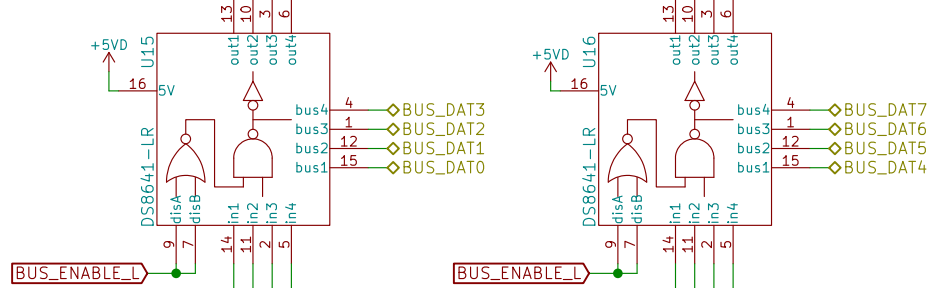 13 10 3 6
out1 out2 out3 out4
+5VD
U15
16 5V
DS8641-LR
bus4 4 BUS_DAT3
bus3 1 BUS_DAT2
bus2 12 BUS_DAT1
bus1 15 BUS_DAT0
disA disB in1 in2 in3 in4
9 7 14 11 2 5
BUS_ENABLE_L
13 10 3 6
out1 out2 out3 out4
+5VD
U16
16 5V
DS8641-LR
bus4 4 BUS_DAT7
bus3 1 BUS_DAT6
bus2 12 BUS_DAT5
bus1 15 BUS_DAT4
disA disB in1 in2 in3 in4
9 7 14 11 2 5
BUS_ENABLE_L